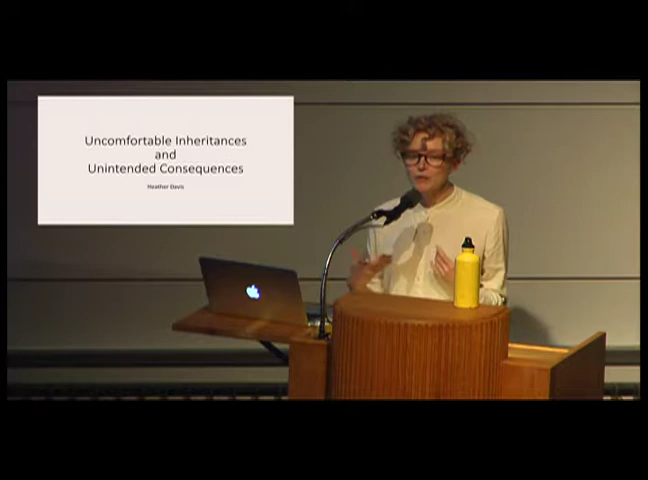 Uncomfortable Inheritances
and
Unintended Consequences
Heather Davis